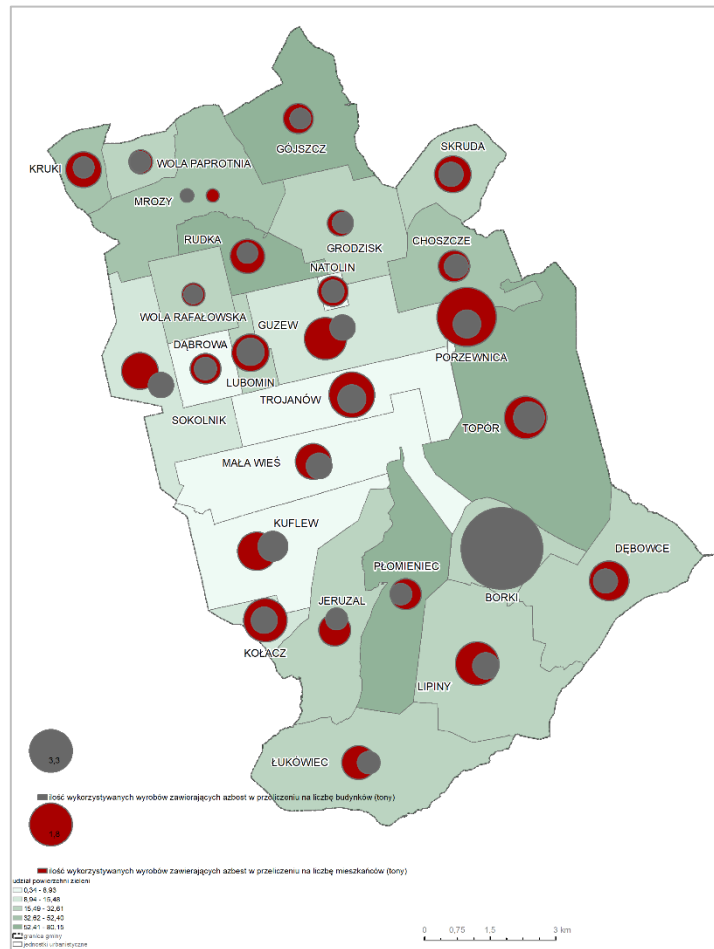 GÓJSZCZ
SKRUDA
WOLA PAPROTNIA
KRUKI
MROZY
RUDKA
GRODZISK
CHOSZCZE
NATOLIN
WOLA RAFAŁOWSKA
GUZEW
DĄBROWA
PORZEWNICA
LUBOMIN
TROJANÓW
SOKOLNIK
TOPÓR
MAŁA WIEŚ
KUFLEW
DĘBOWCE
PŁOMIENIEC
BORKI
JERUZAL
KOŁACZ
LIPINY
ŁUKÓWIEC
3,3
ilość wykorzystywanych wyrobów zawierających azbest w przeliczeniu na liczbę budynków (tony)
ilość wykorzystywanych wyrobów zawierających azbest w przeliczeniu na liczbę mieszkańców (tony)
udział powierzchni zieleni
0,34 - 8,93
8,94 - 15,48
15,49 - 32,61
32,62 - 52,40
52,41 - 80,15
granica gminy
jednostki urbanistyczne
0 0,75 1,5 3 km